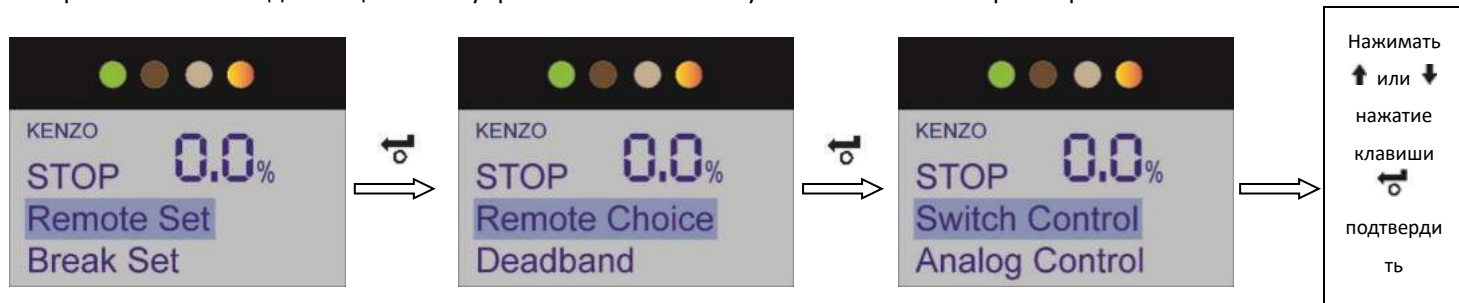 KENZO
0.0%
STOP
Remote Set
Break Set
KENZO
0.0%
STOP
Remote Choice
Deadband
KENZO
0.0%
STOP
Switch Control
Analog Control
Нажимать
⬆ или ⬇
нажатие
клавиши
подтверди
ть